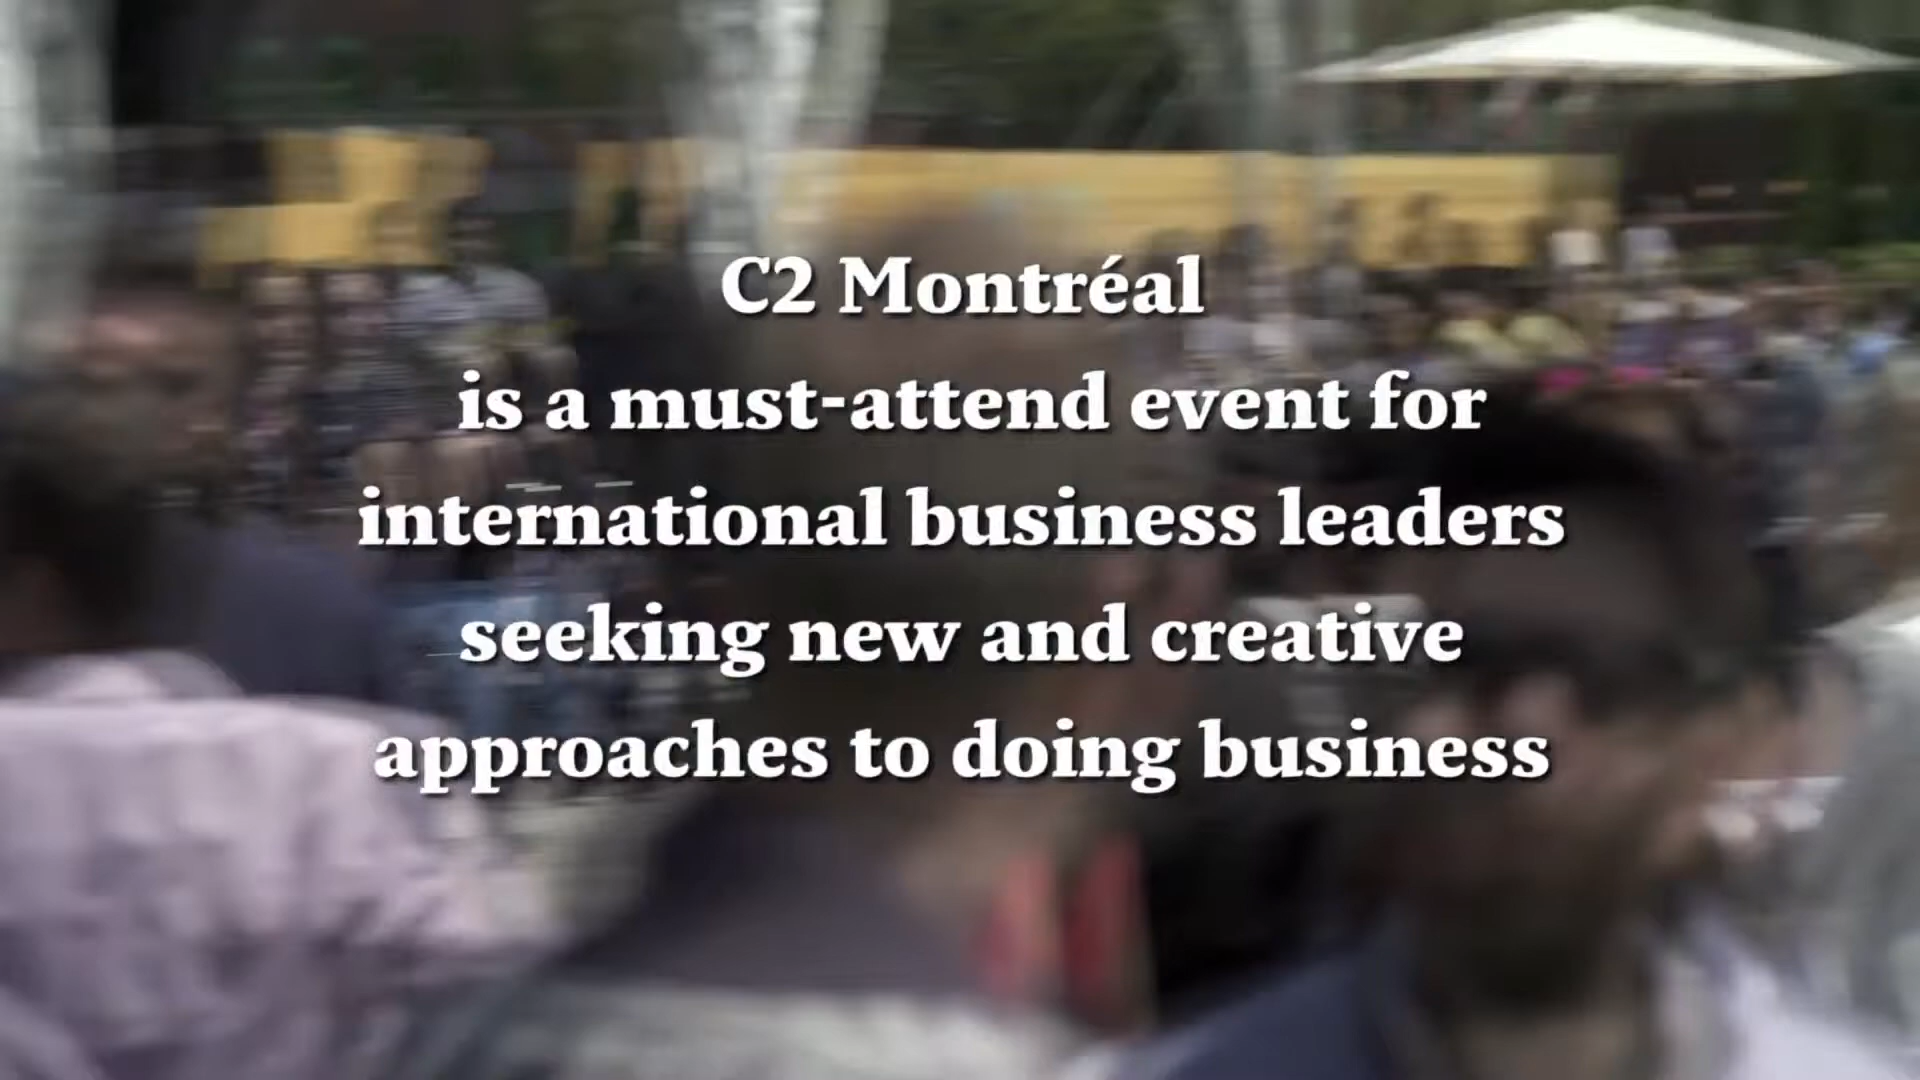 C2 Montréal
is a must-attend event for
international business leaders
seeking new and creative
approaches to doing business